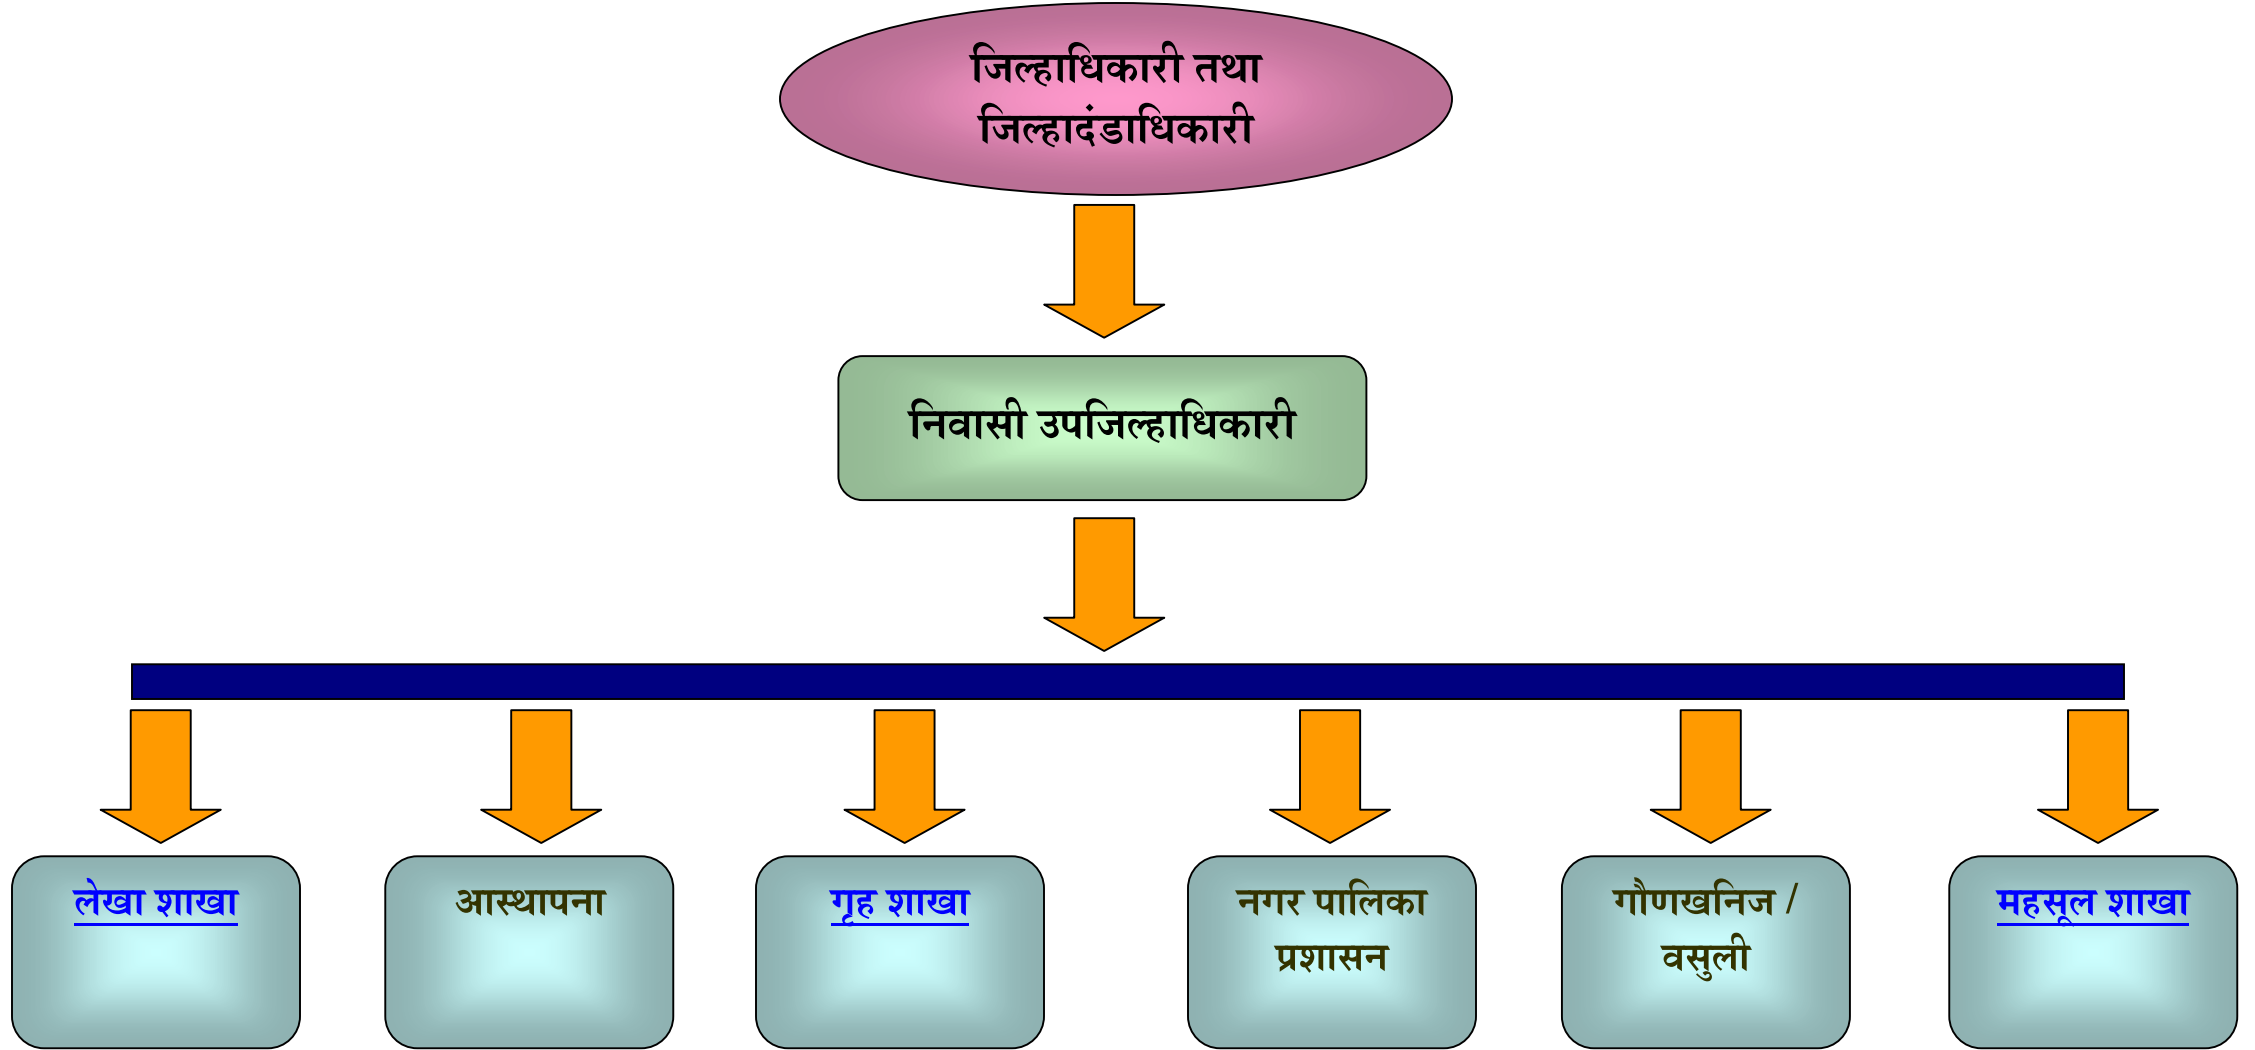 जिल्हाधिकारी तथा
जिल्हादंडाधिकारी
निवासी उपजिल्हाधिकारी
लेखा शाखा
आस्थापना
गृह शाखा
नगर पालिका
प्रशासन
गौणखनिज /
वसुली
महसूल शाखा